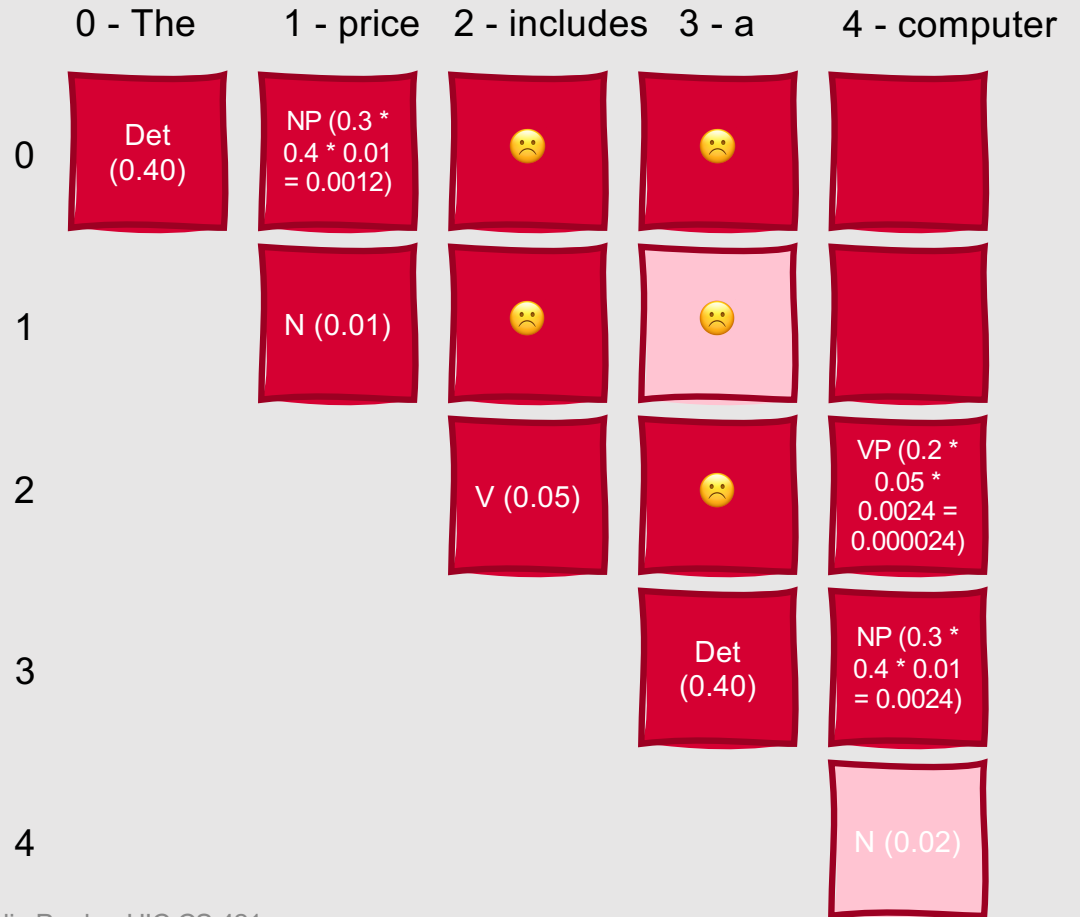 0 - The 1 - price 2 - includes 3 - a 4 - computer
0
Det
(0.40)
NP (0.3 *
0.4 * 0.01
= 0.0012)
1
N (0.01)
2
V (0.05)
VP (0.2 *
0.05 *
0.0024 =
0.000024)
3
Det
(0.40)
NP (0.3 *
0.4 * 0.01
= 0.0024)
4
N (0.02)